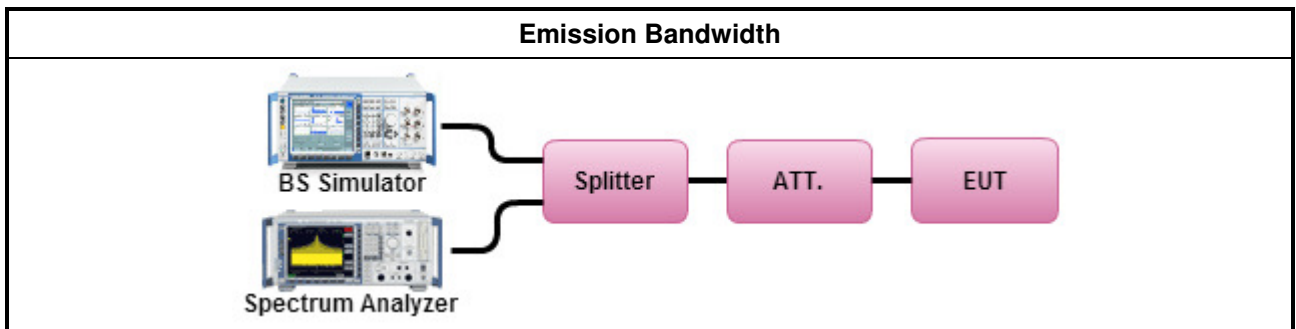 Emission Bandwidth
BS Simulator
Splitter
ATT.
EUT
Spectrum Analyzer